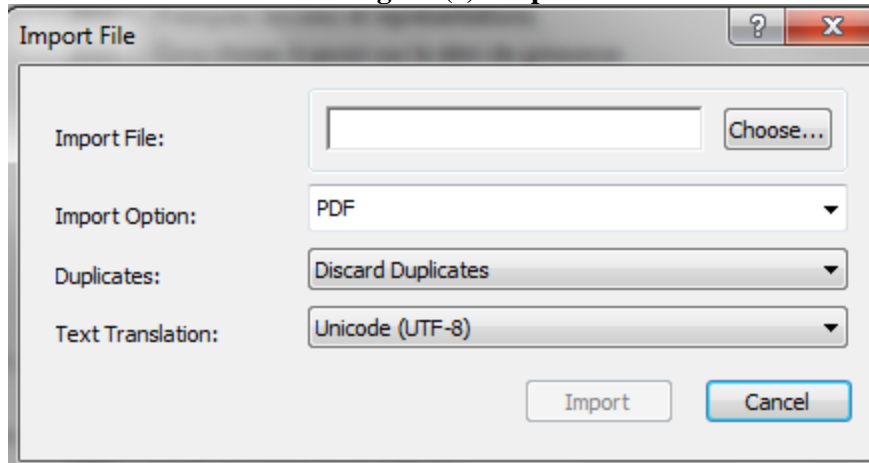 Import File
Import File:
Choose...
Import Option:
PDF
Duplicates:
Discard Duplicates
Text Translation:
Unicode (UTF-8)
Import
Cancel